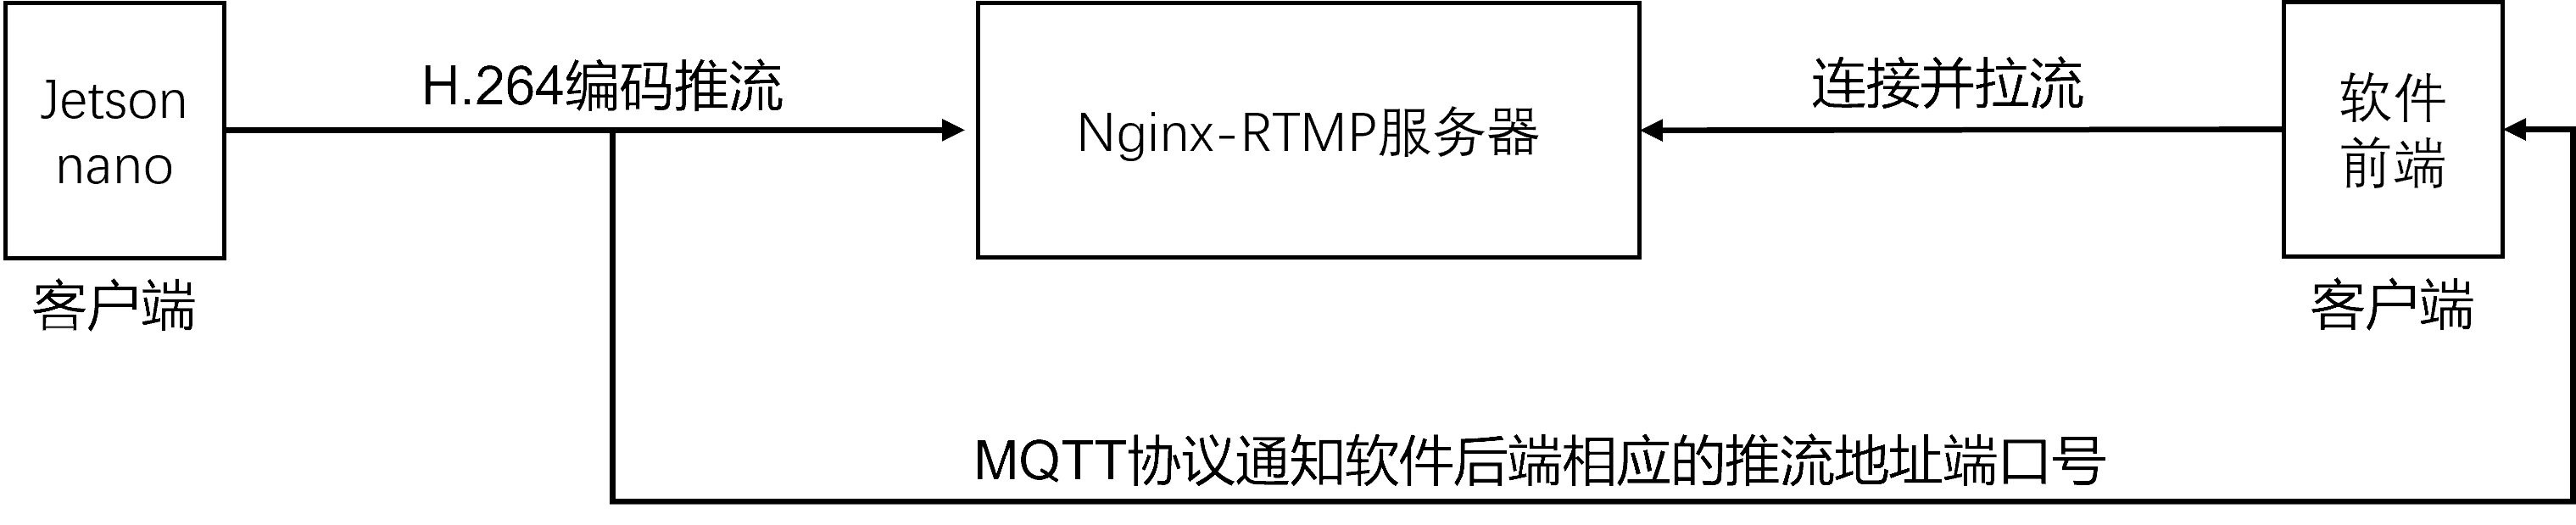 Jetson
nano
客户端
H.264编码推流
Nginx-RTMP服务器
连接并拉流
软件
前端
客户端
MQTT协议通知软件后端相应的推流地址端口号